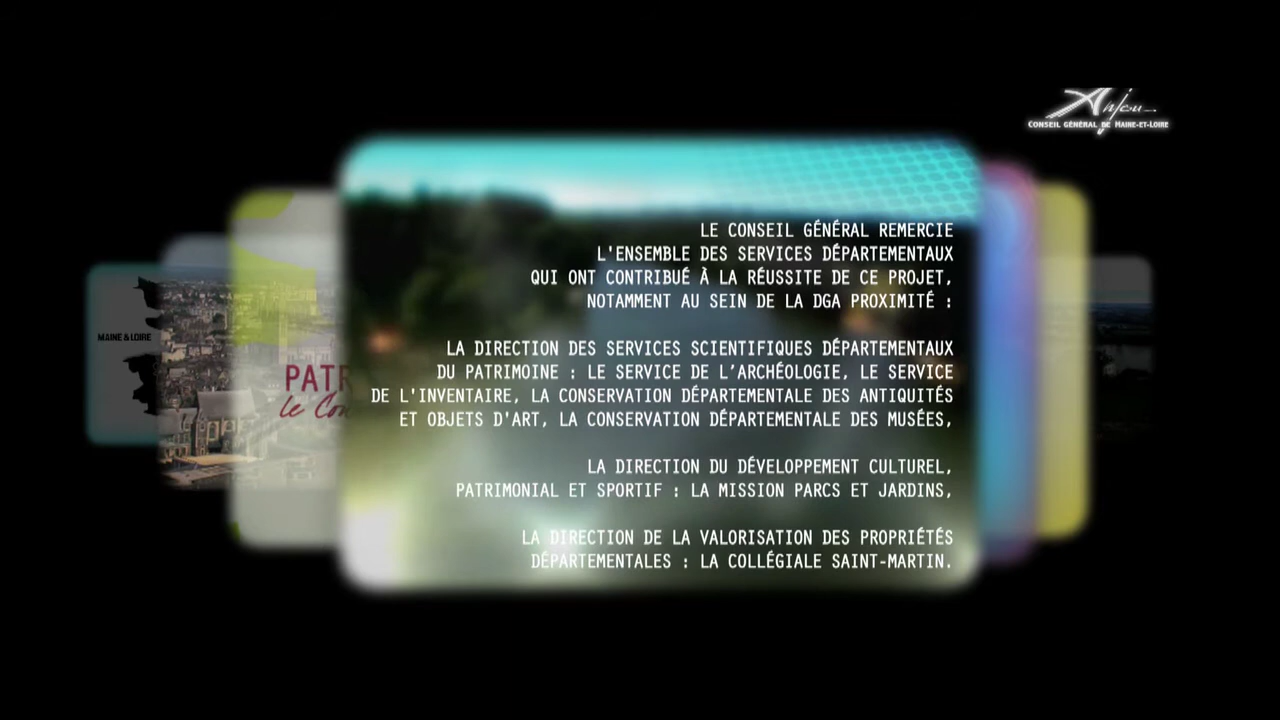 Anjou
CONSEIL GÉNÉRAL DE MAINE-ET-LOIRE
LE CONSEIL GÉNÉRAL REMERCIE
L'ENSEMBLE DES SERVICES DÉPARTEMENTAUX
QUI ONT CONTRIBUÉ À LA RÉUSSITE DE CE PROJET,
NOTAMMENT AU SEIN DE LA DGA PROXIMITÉ :
LA DIRECTION DES SERVICES SCIENTIFIQUES DÉPARTEMENTAUX
DU PATRIMOINE : LE SERVICE DE L'ARCHÉOLOGIE, LE SERVICE
DE L'INVENTAIRE, LA CONSERVATION DÉPARTEMENTALE DES ANTIQUITÉS
ET OBJETS D'ART, LA CONSERVATION DÉPARTEMENTALE DES MUSÉES,
LA DIRECTION DU DÉVELOPPEMENT CULTUREL,
PATRIMONIAL ET SPORTIF : LA MISSION PARCS ET JARDINS,
LA DIRECTION DE LA VALORISATION DES PROPRIÉTÉS
DÉPARTEMENTALES : LA COLLÉGIALE SAINT-MARTIN.
MAINE & LOIRE
PATR
le Con